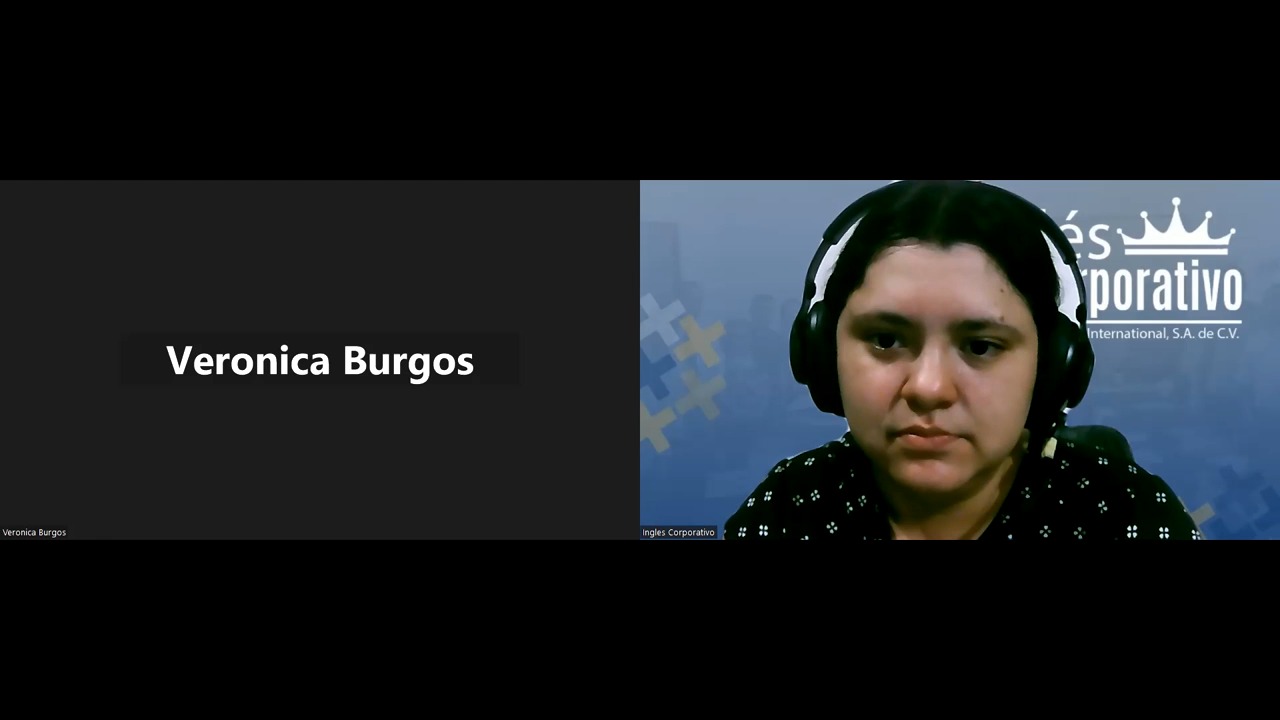 Veronica Burgos
és
rporativo
International, S.A. de C.V.
Veronica Burgos
Ingles Corporativo